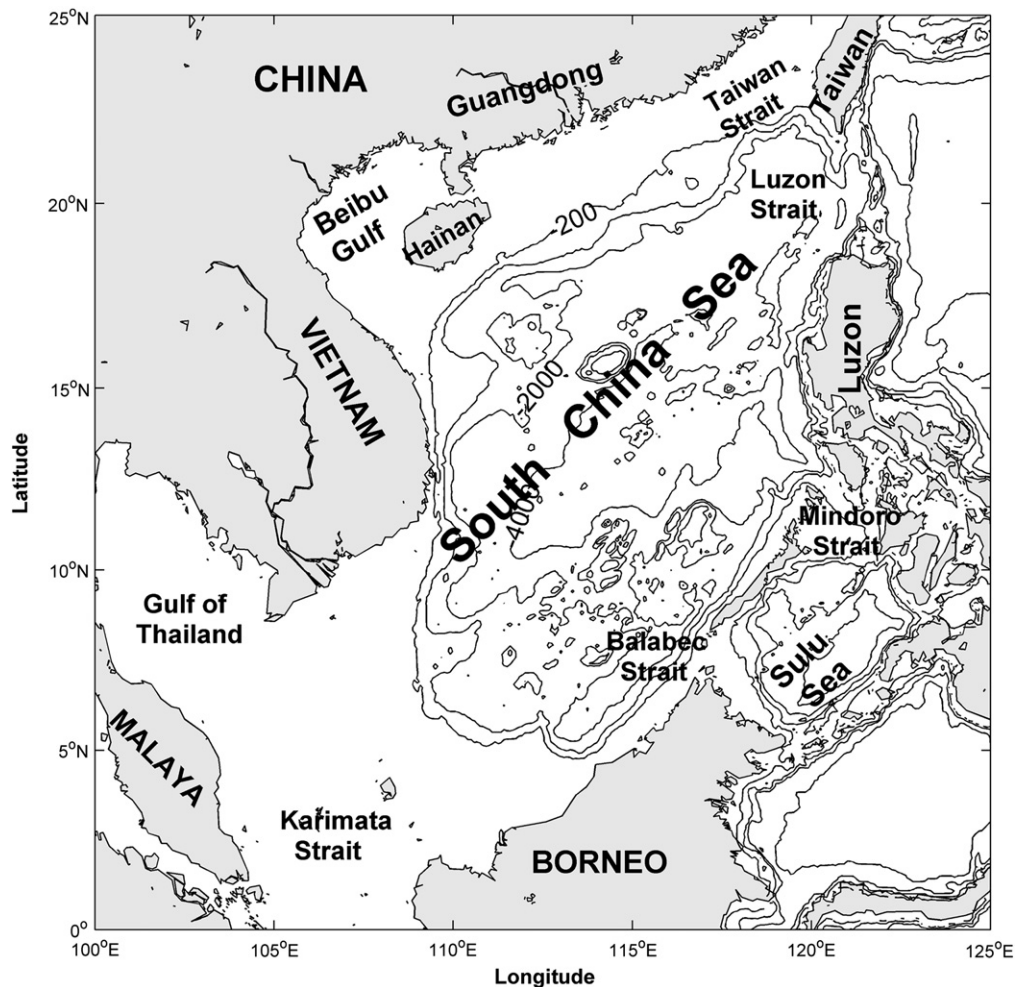 25°N
20°N
15°N
10°N
5°N
0°
100°E
105°E
110°E
115°E
120°E
125°E
Latitude
Longitude
CHINA
Guangdong
Taiwan
Strait
Taiwan
Beibu
Gulf
Hainan
-200
Luzon
Strait
VIETNAM
-2000
South China Sea
Luzon
4000
Mindoro
Strait
Gulf of
Thailand
Balabec
Strait
Sulu
Sea
MALAYA
Karimata
Strait
BORNEO